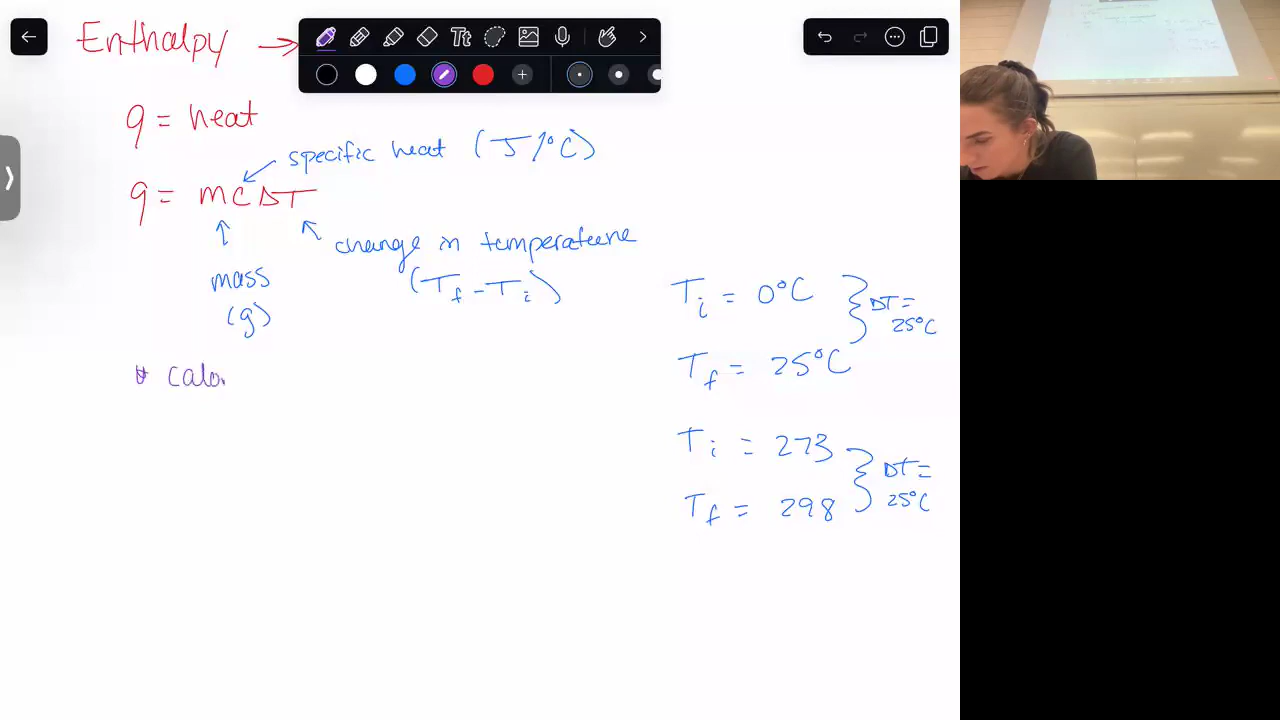 Enthalpy →
q = heat
specific heat (J/°C)
q = mCΔT
change in temperature
(Tf - Ti)
mass
(g)
Ti = 0°C
Tf = 25°C
ΔT =
25°C
* calo
Ti = 273
Tf = 298
ΔT =
25°C
Tt